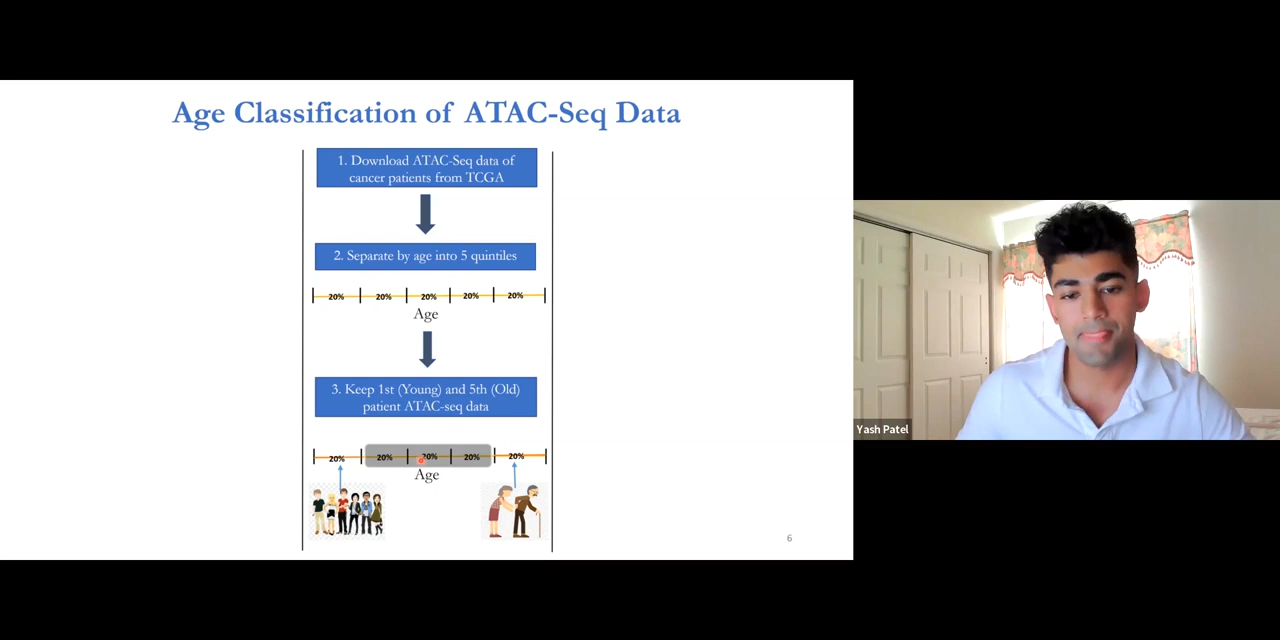 Age Classification of ATAC-Seq Data
1. Download ATAC-Seq data of
cancer patients from TCGA
2. Separate by age into 5 quintiles
20% 20% 20% 20% 20%
Age
3. Keep 1st (Young) and 5th (Old)
patient ATAC-seq data
20% 20% 20% 20% 20%
Age
6
Yash Patel